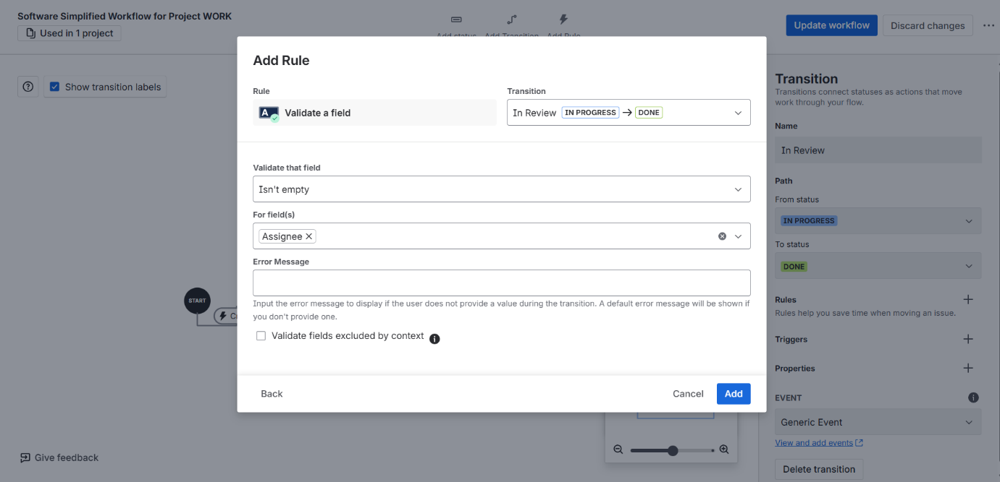 Software Simplified Workflow for Project WORK
Used in 1 project
Add status Add Transition Add Rule
Update workflow
Discard changes
Show transition labels
Add Rule
Rule
Validate a field
Transition
In Review IN PROGRESS → DONE
Validate that field
Isn't empty
For field(s)
Assignee
Error Message
Input the error message to display if the user does not provide a value during the transition. A default error message will be shown if
you don't provide one.
Validate fields excluded by context
Back
Cancel
Add
START
Give feedback
Transition
Transitions connect statuses as actions that move
work through your flow.
Name
In Review
Path
From status
IN PROGRESS
To status
DONE
Rules
Rules help you save time when moving an issue.
Triggers
Properties
EVENT
Generic Event
View and add events
Delete transition